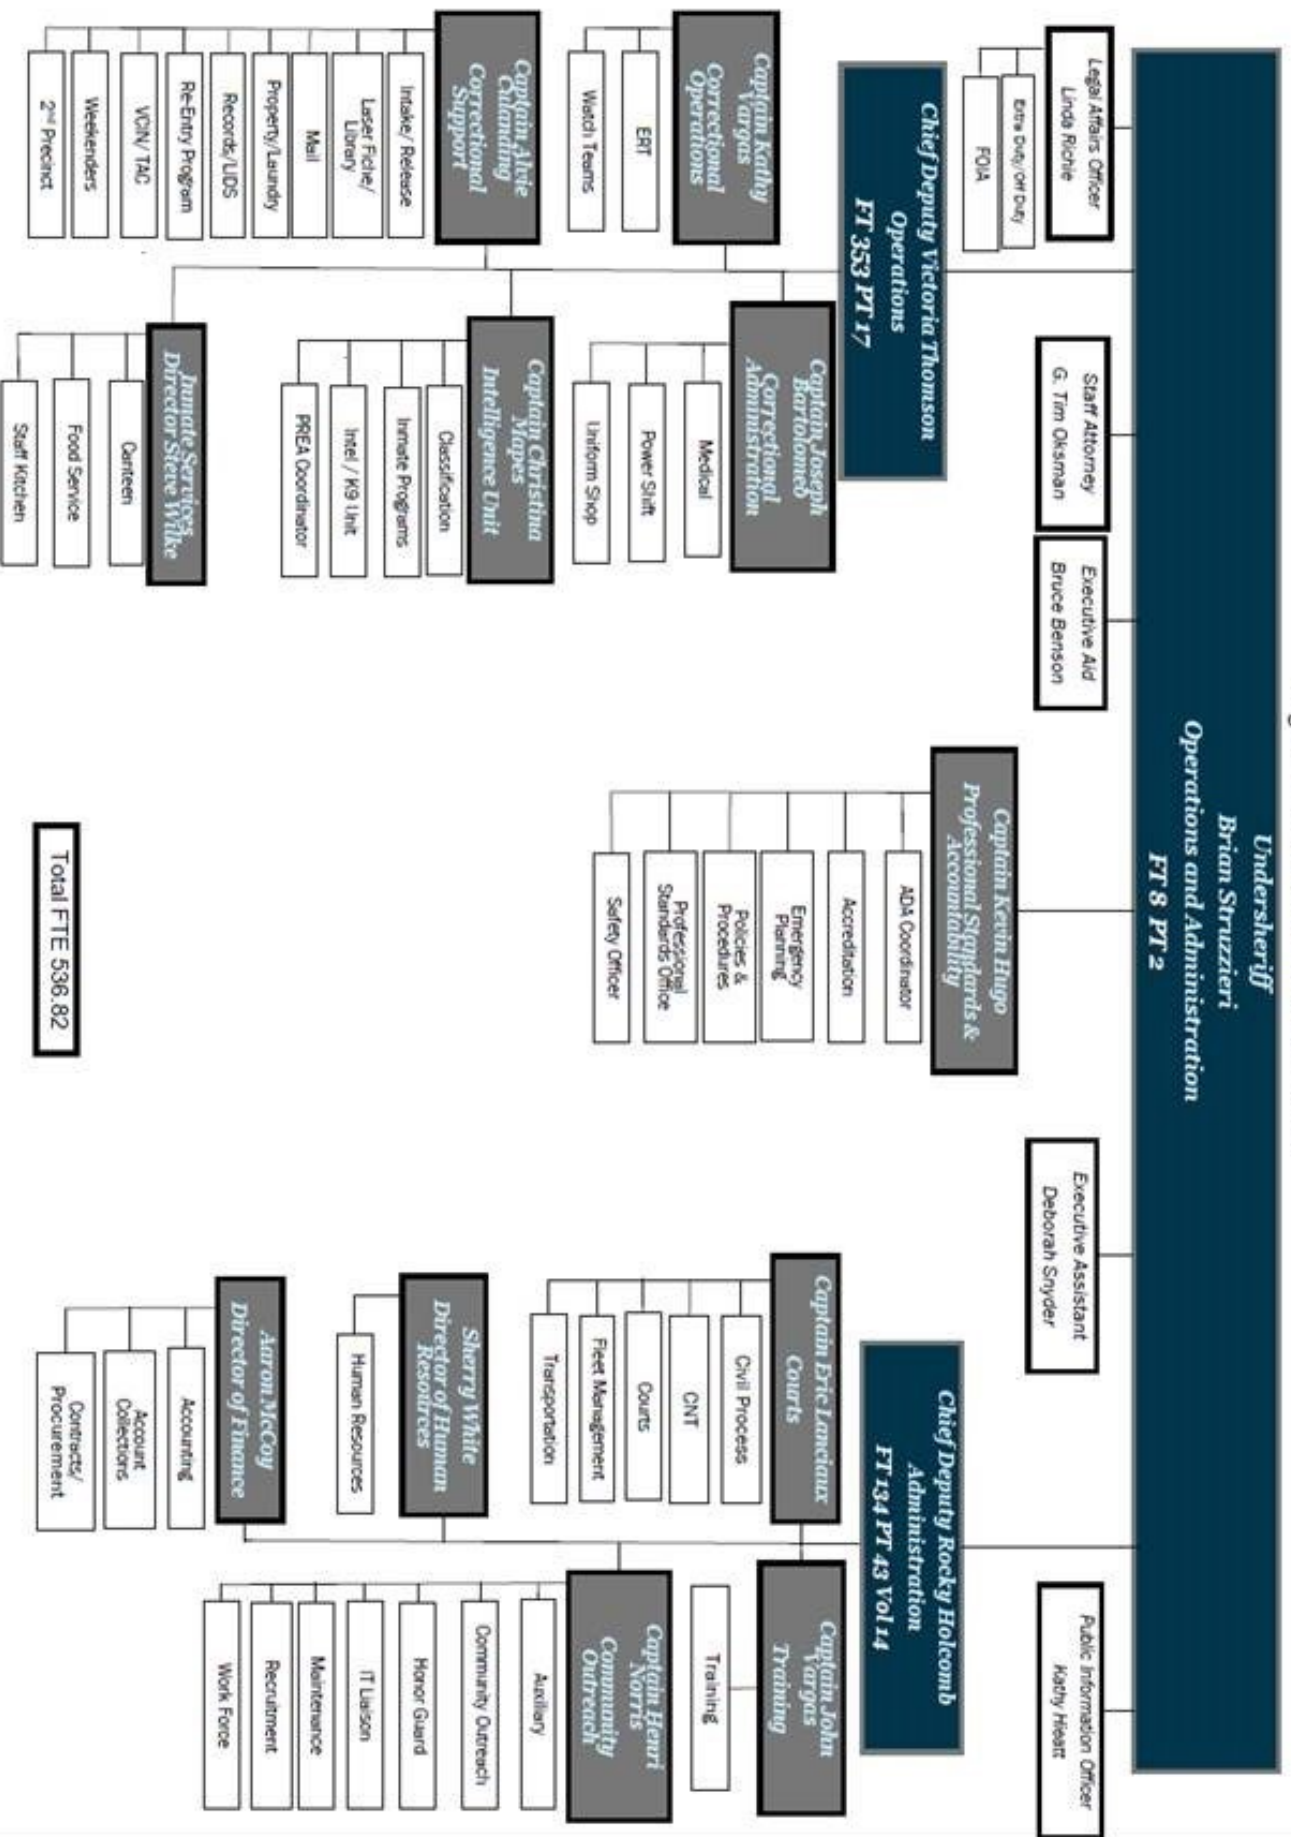 Undersheriff
Brian Struzzieri
Operations and Administration
FT 8 PT 2
Legal Affairs Officer
Linda Richie
Extra Duty/Off Duty
FOIA
Staff Attorney
G. Tim Oksman
Executive Aid
Bruce Benson
Executive Assistant
Deborah Snyder
Public Information Officer
Kathy Hieatt
Chief Deputy Victoria Thomson
Operations
FT 353 PT 17
Captain Kathy
Vargas
Correctional
Operations
ERT
Watch Teams
Captain Joseph
Bartolomeo
Correctional
Administration
Medical
Power Shift
Uniform Shop
Captain Alvie
Culanding
Correctional
Support
Intake/ Release
Laser Fiche/
Library
Mail
Property/Laundry
Records/LIDS
Re-Entry Program
VCIN/ TAC
Weekenders
2nd Precinct
Captain Christina
Mapes
Intelligence Unit
Classification
Inmate Programs
Intel / K9 Unit
PREA Coordinator
Inmate Services
Director Steve Wilke
Canteen
Food Service
Staff Kitchen
Captain Kevin Hugo
Professional Standards &
Accountability
ADA Coordinator
Accreditation
Emergency
Planning
Policies &
Procedures
Professional
Standards Office
Safety Officer
Chief Deputy Rocky Holcomb
Administration
FT 134 PT 43 Vol 14
Captain Eric
Courts
Civil Process
CNT
Courts
Fleet Management
Transportation
Captain John
Vargas
Training
Training
Sherry White
Director of Human
Resources
Human Resources
Captain Henri
Norris
Community
Outreach
Auxiliary
Community Outreach
Honor Guard
IT Liaison
Maintenance
Recruitment
Work Force
Aaron McCoy
Director of Finance
Accounting
Account
Collections
Contracts/
Procurement
Total FTE 536.82